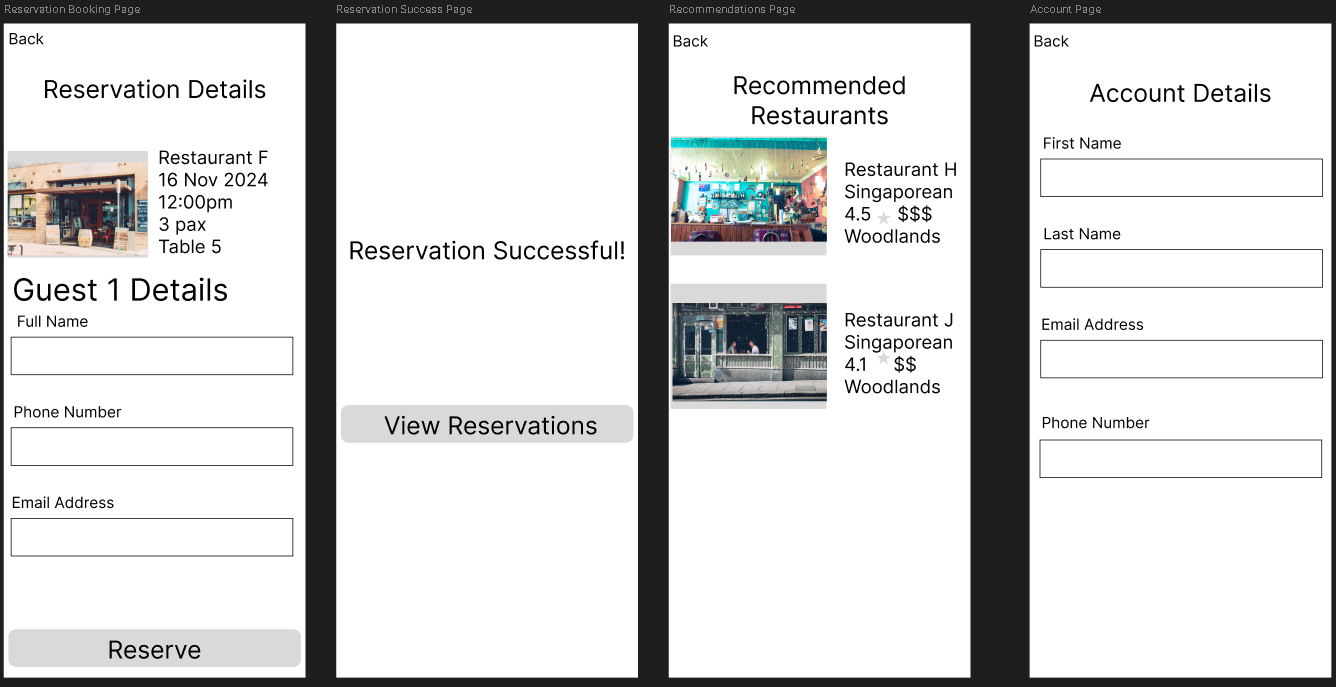 Reservation Booking Page
Back
Reservation Details
Restaurant F
16 Nov 2024
12:00pm
3 pax
Table 5
Guest 1 Details
Full Name
Phone Number
Email Address
Reserve
Reservation Success Page
Reservation Successful!
View Reservations
Recommendations Page
Back
Recommended
Restaurants
Restaurant H
Singaporean
4.5 ★ $$$
Woodlands
Restaurant J
Singaporean
4.1 ★ $$
Woodlands
Account Page
Back
Account Details
First Name
Last Name
Email Address
Phone Number